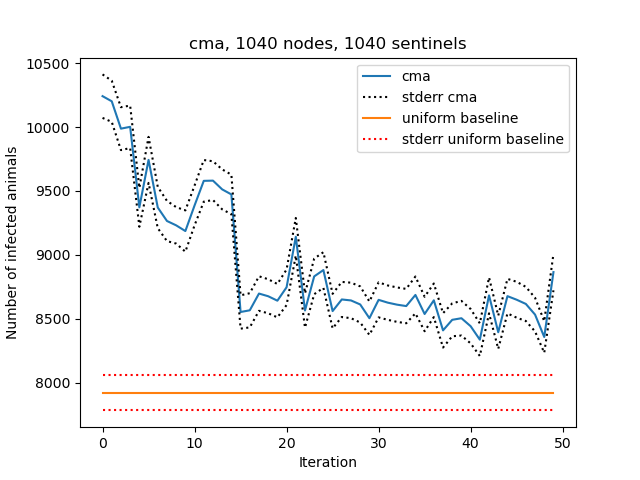 cma, 1040 nodes, 1040 sentinels
10500
10000
9500
9000
8500
8000
Number of infected animals
cma
stderr cma
uniform baseline
stderr uniform baseline
0 10 20 30 40 50
Iteration